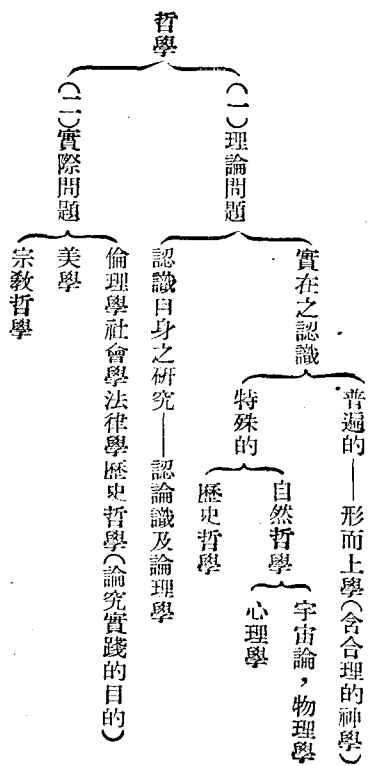 哲學
(一)理論問題
實在之認識
普遍的——形而上學(含合理的神學)
特殊的
自然哲學
宇宙論，物理學
心理學
歷史哲學
認識自身之研究——認論識及論理學
(二)實際問題
倫理學社會學法律學歷史哲學(論究實踐的目的)
美學
宗教哲學